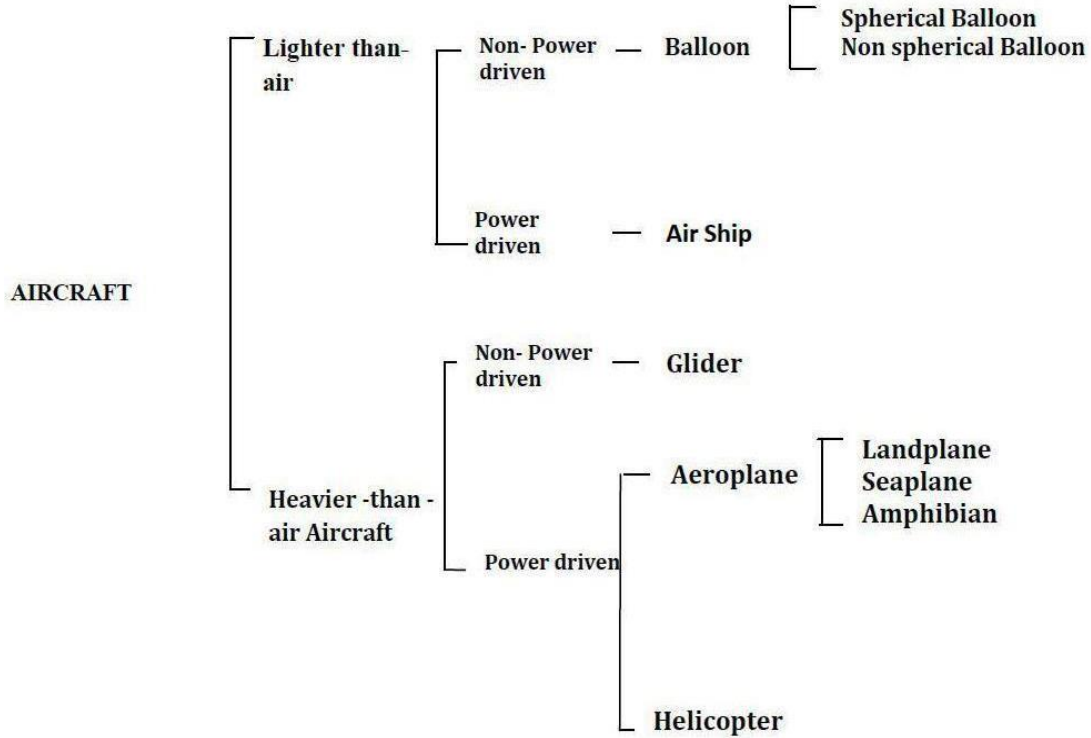 AIRCRAFT
Lighter than-
air
Non- Power
driven
Balloon
Spherical Balloon
Non spherical Balloon
Power
driven
Air Ship
Heavier -than -
air Aircraft
Non- Power
driven
Glider
Power driven
Aeroplane
Landplane
Seaplane
Amphibian
Helicopter